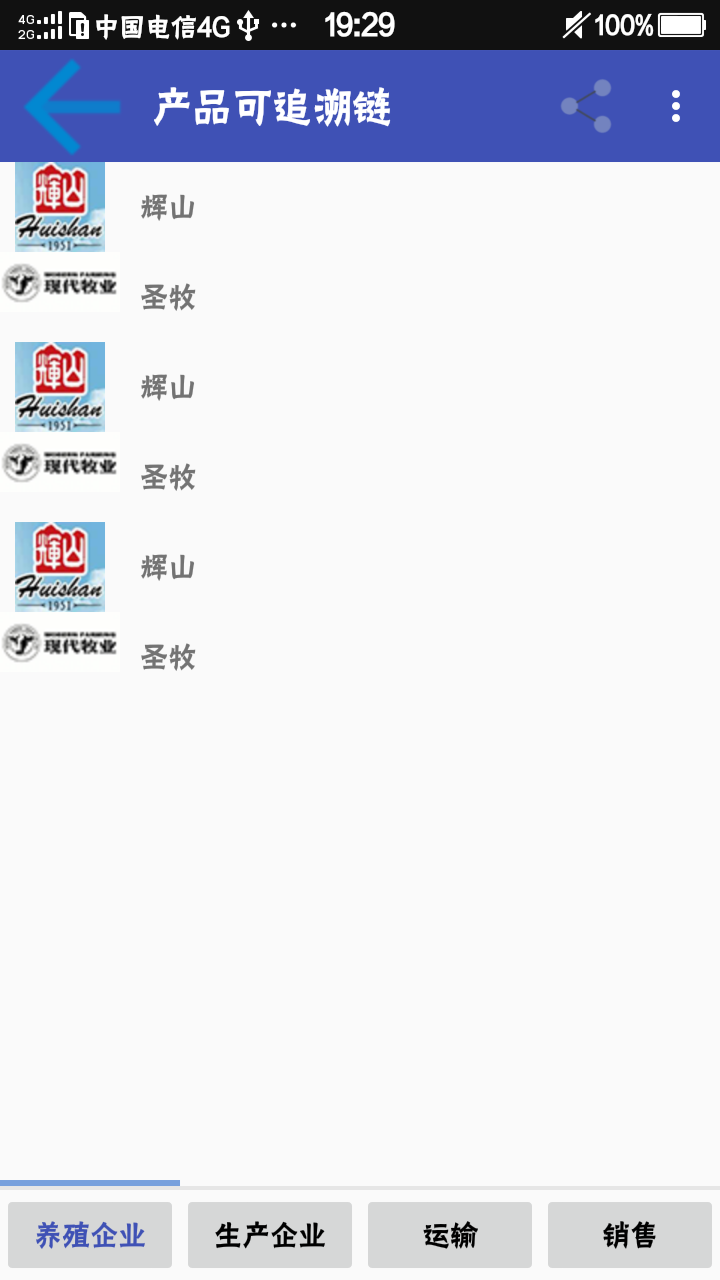 4G 2G 中国电信4G ... 19:29 100%
产品可追溯链
輝山 Huishan 1951
辉山
MODERN FARMING 现代牧业
圣牧
輝山 Huishan 1951
辉山
MODERN FARMING 现代牧业
圣牧
輝山 Huishan 1951
辉山
MODERN FARMING 现代牧业
圣牧
养殖企业 生产企业 运输 销售